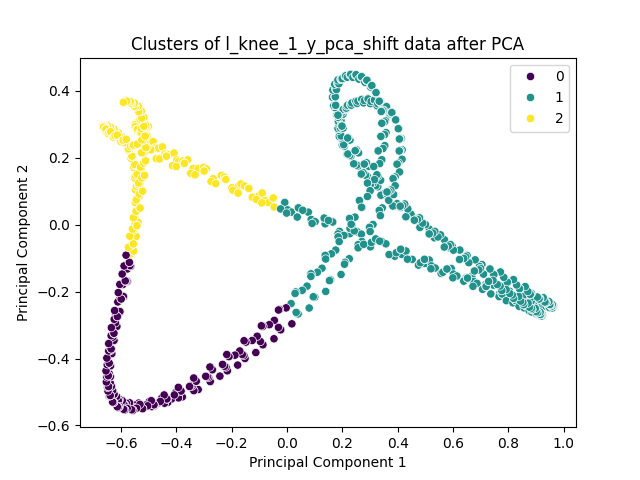 Clusters of l_knee_1_y_pca_shift data after PCA
0
1
2
0.4
0.2
0.0
−0.2
−0.4
−0.6
Principal Component 2
−0.6 −0.4 −0.2 0.0 0.2 0.4 0.6 0.8 1.0
Principal Component 1